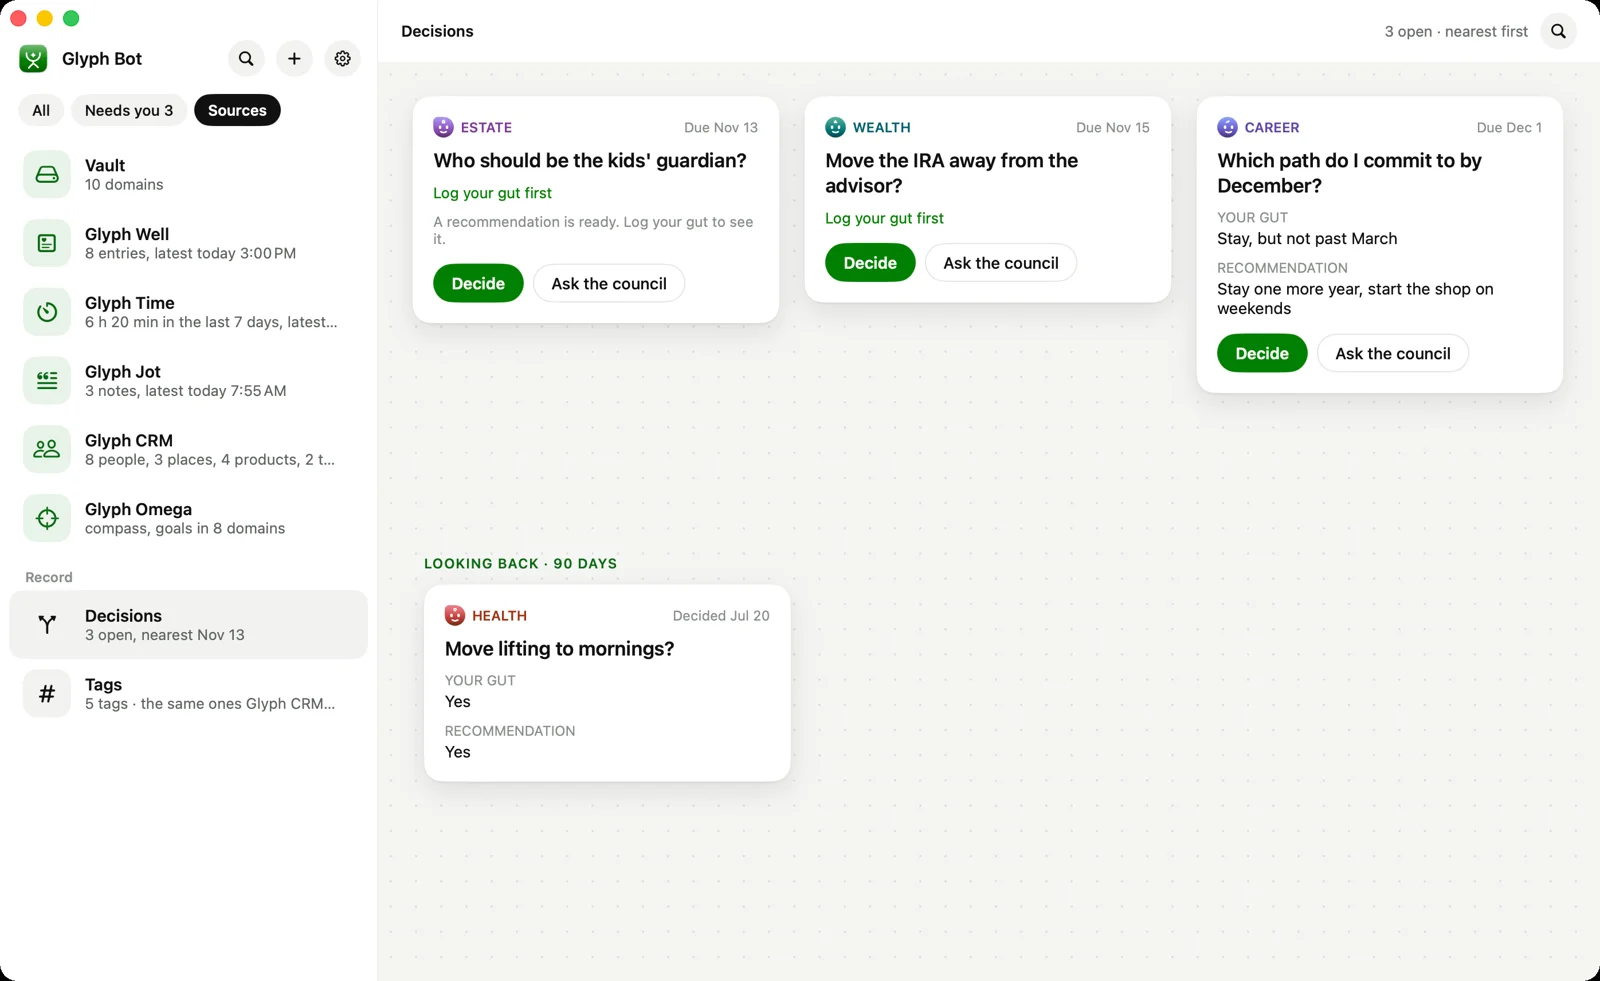 Glyph Bot
All
Needs you 3
Sources
Vault
10 domains
Glyph Well
8 entries, latest today 3:00 PM
Glyph Time
6 h 20 min in the last 7 days, latest...
Glyph Jot
3 notes, latest today 7:55 AM
Glyph CRM
8 people, 3 places, 4 products, 2 t...
Glyph Omega
compass, goals in 8 domains
Record
Decisions
3 open, nearest Nov 13
#
Tags
5 tags · the same ones Glyph CRM...
Decisions
3 open · nearest first
ESTATE
Due Nov 13
Who should be the kids' guardian?
Log your gut first
A recommendation is ready. Log your gut to see
it.
Decide
Ask the council
WEALTH
Due Nov 15
Move the IRA away from the
advisor?
Log your gut first
Decide
Ask the council
CAREER
Due Dec 1
Which path do I commit to by
December?
YOUR GUT
Stay, but not past March
RECOMMENDATION
Stay one more year, start the shop on
weekends
Decide
Ask the council
LOOKING BACK · 90 DAYS
HEALTH
Decided Jul 20
Move lifting to mornings?
YOUR GUT
Yes
RECOMMENDATION
Yes